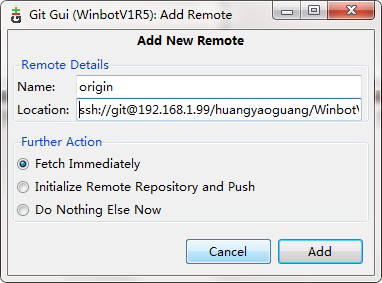 Git Gui (WinbotV1R5): Add Remote
Add New Remote
Remote Details
Name: origin
Location: ssh://git@192.168.1.99/huangyaoguang/Winbot
Further Action
Fetch Immediately
Initialize Remote Repository and Push
Do Nothing Else Now
Cancel Add